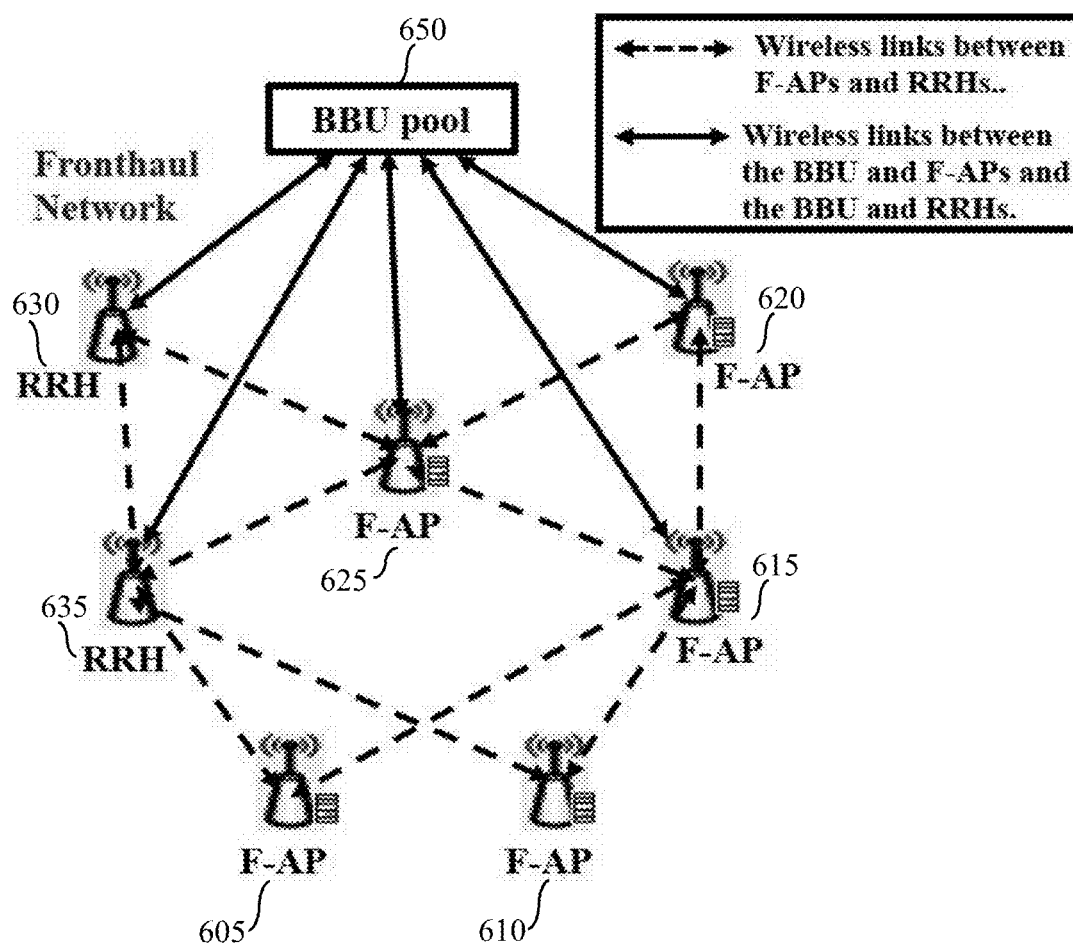 650
BBU pool
Wireless links between
F-APs and RRHs..
Wireless links between
the BBU and F-APs and
the BBU and RRHs.
Fronthaul
Network
630
RRH
620
F-AP
F-AP
625
615
F-AP
635
RRH
F-AP
605
F-AP
610